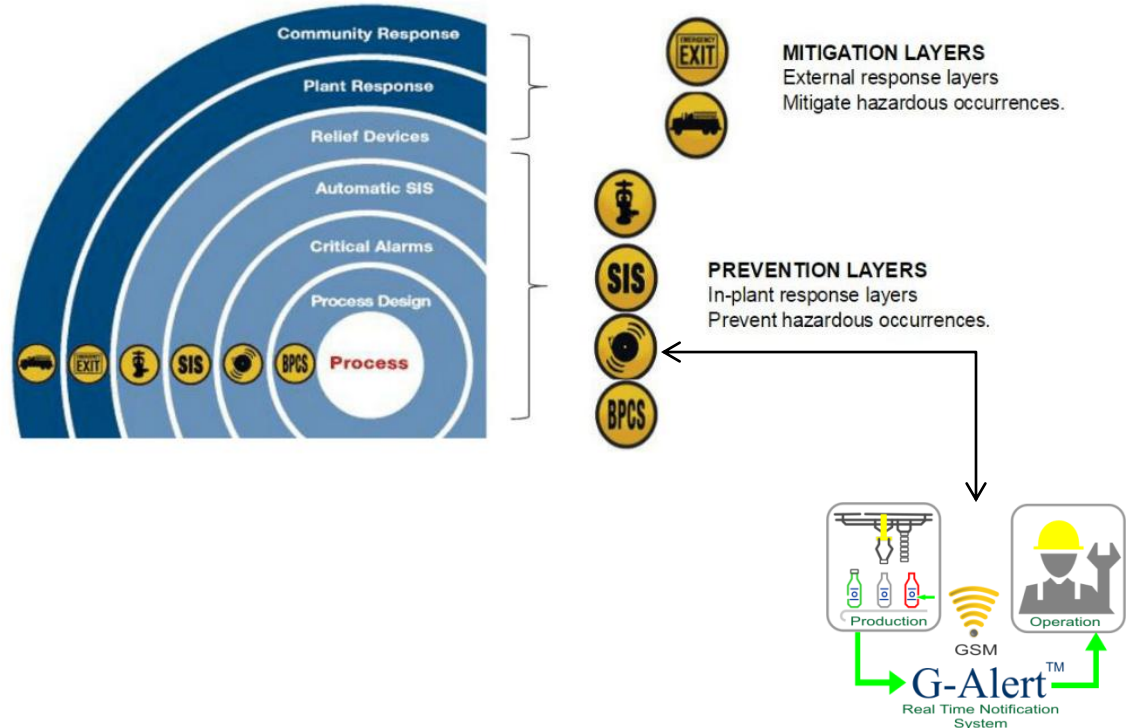 Community Response
Plant Response
Relief Devices
Automatic SIS
Critical Alarms
Process Design
Process
EXIT
SIS
BPCS
EMERGENCY
EXIT
MITIGATION LAYERS
External response layers
Mitigate hazardous occurrences.
SIS
BPCS
PREVENTION LAYERS
In-plant response layers
Prevent hazardous occurrences.
Production
GSM
Operation
G-Alert™
Real Time Notification
System